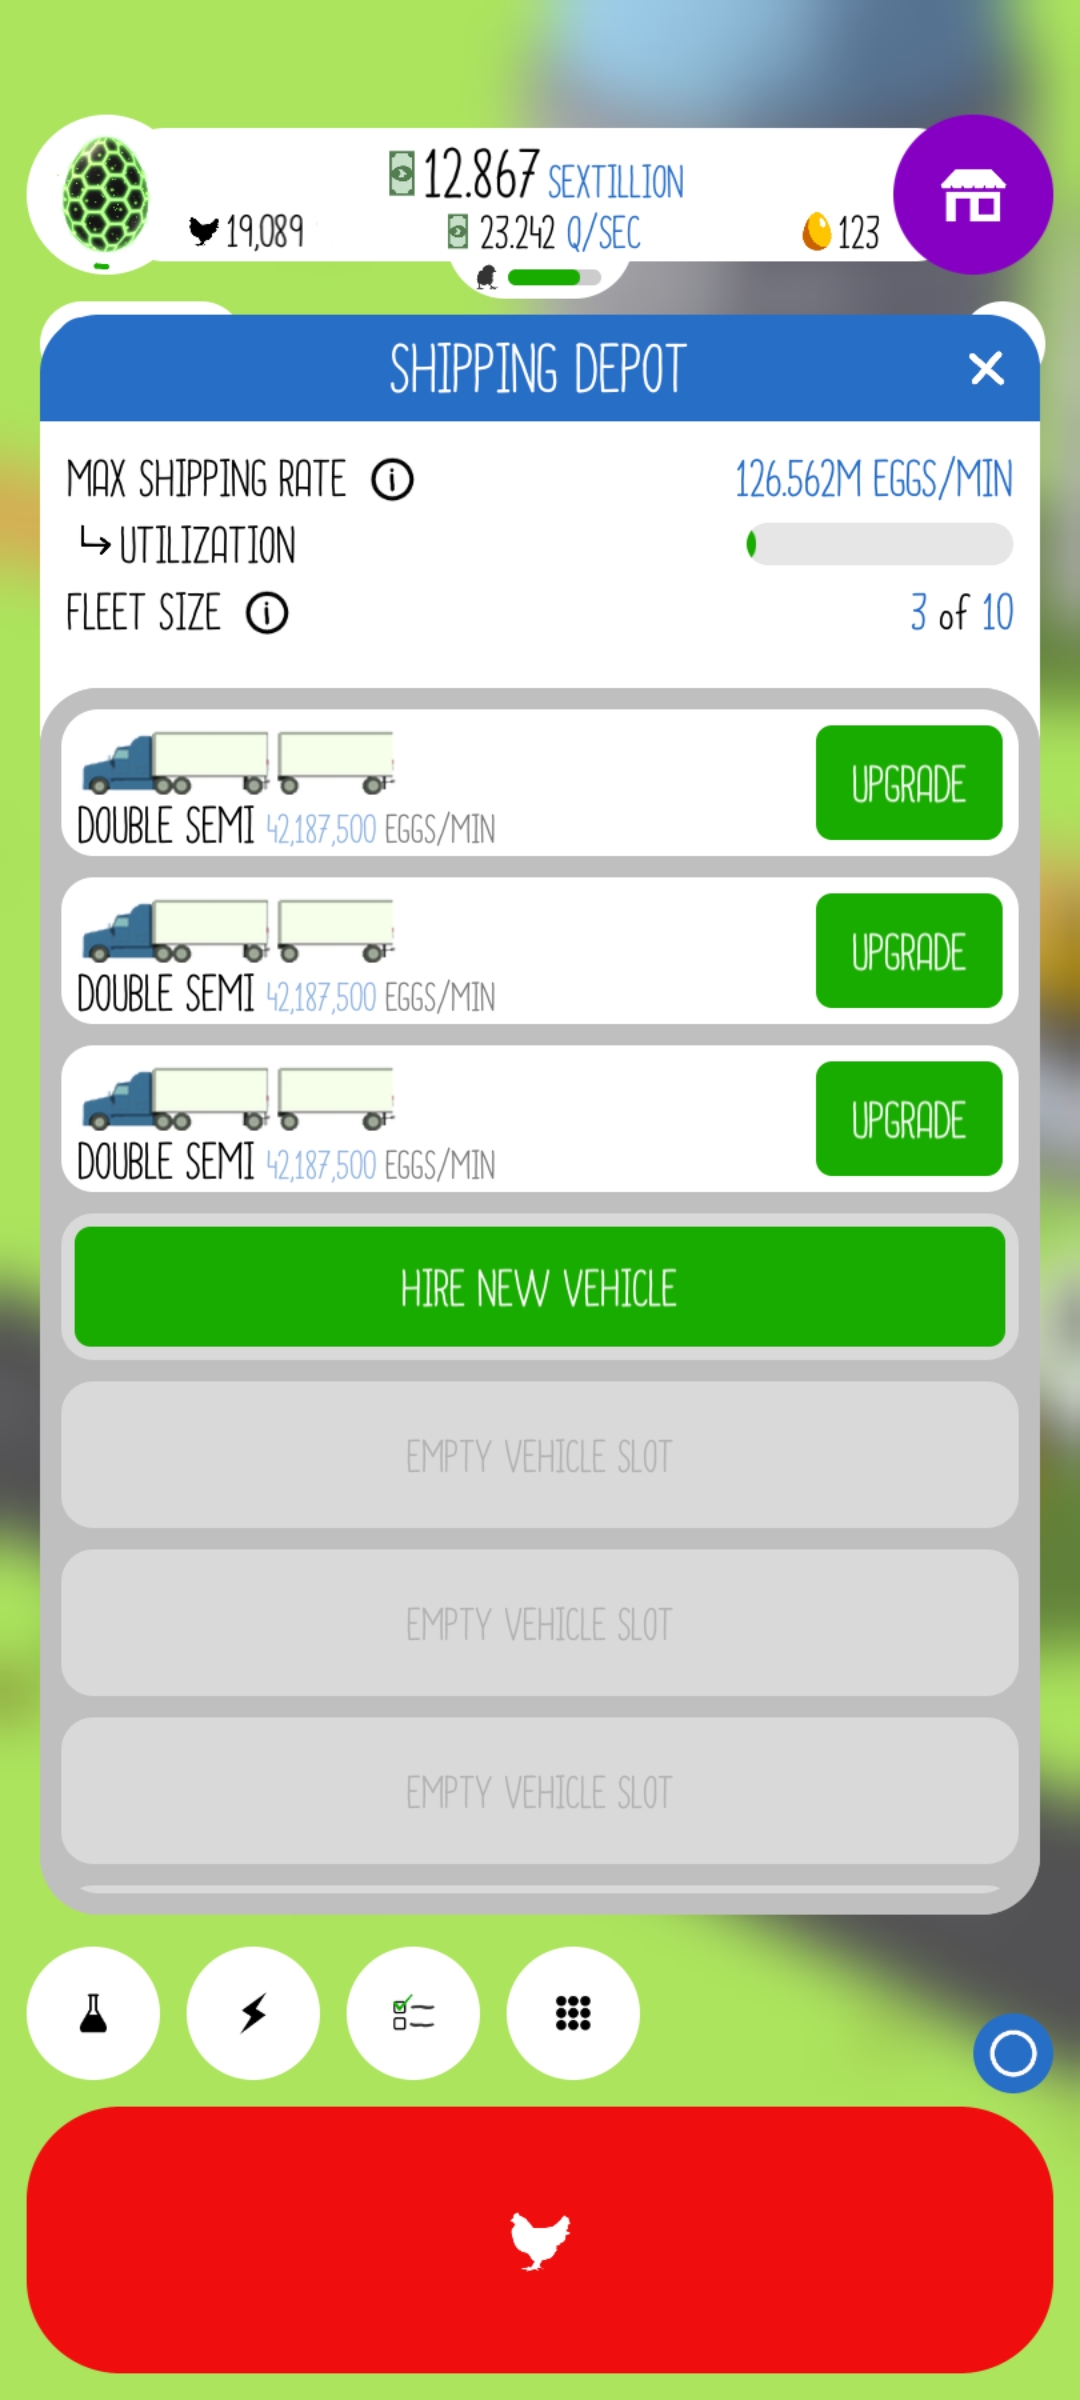 12.867 SEXTILLION
19,089 23.242 Q/SEC 123
SHIPPING DEPOT
MAX SHIPPING RATE i 126.562M EGGS/MIN
UTILIZATION
FLEET SIZE i 3 of 10
UPGRADE
DOUBLE SEMI 42,187,500 EGGS/MIN
UPGRADE
DOUBLE SEMI 42,187,500 EGGS/MIN
UPGRADE
DOUBLE SEMI 42,187,500 EGGS/MIN
HIRE NEW VEHICLE
EMPTY VEHICLE SLOT
EMPTY VEHICLE SLOT
EMPTY VEHICLE SLOT